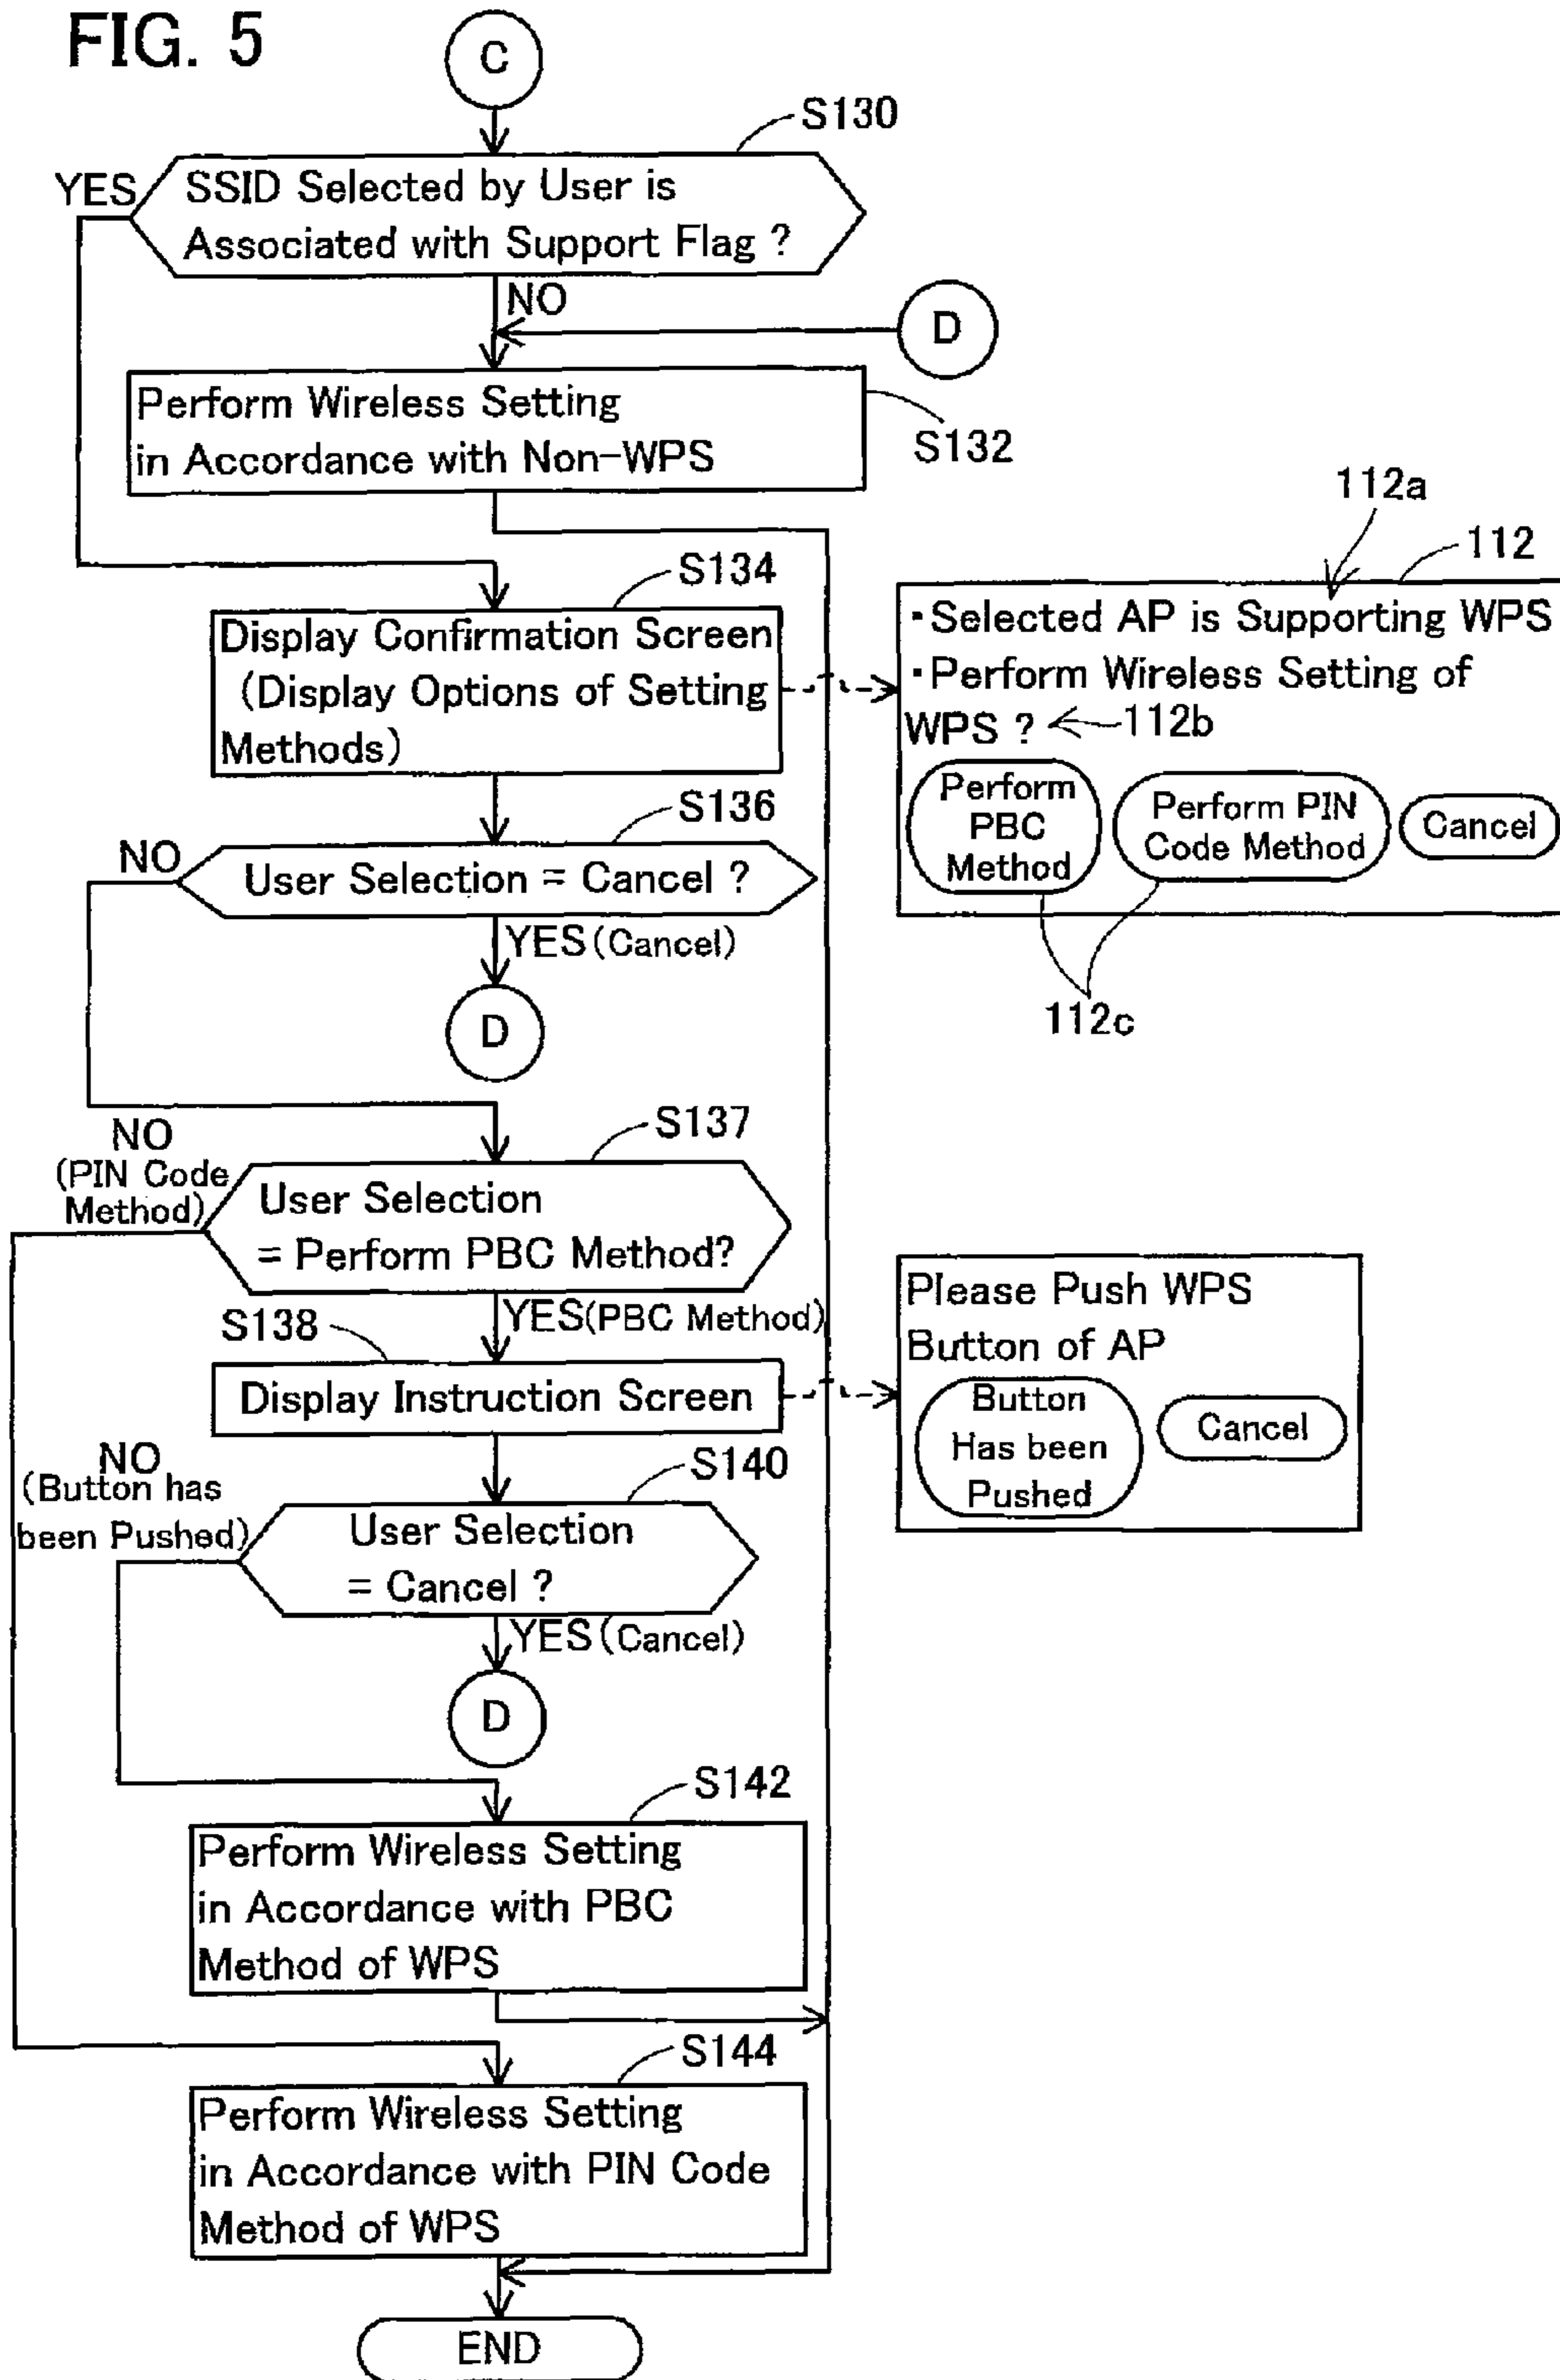 FIG. 5
C
S130
YES
SSID Selected by User is
Associated with Support Flag ?
NO
D
Perform Wireless Setting
in Accordance with Non-WPS
S132
112a
112
S134
Display Confirmation Screen
(Display Options of Setting
Methods)
・Selected AP is Supporting WPS
・Perform Wireless Setting of
WPS ?
112b
Perform
PBC
Method
Perform PIN
Code Method
Cancel
112c
S136
NO
User Selection = Cancel ?
YES(Cancel)
D
S137
NO
(PIN Code
Method)
User Selection
= Perform PBC Method?
YES(PBC Method)
S138
Display Instruction Screen
Please Push WPS
Button of AP
Button
Has been
Pushed
Cancel
S140
NO
(Button has
been Pushed)
User Selection
= Cancel ?
YES(Cancel)
D
S142
Perform Wireless Setting
in Accordance with PBC
Method of WPS
S144
Perform Wireless Setting
in Accordance with PIN Code
Method of WPS
END